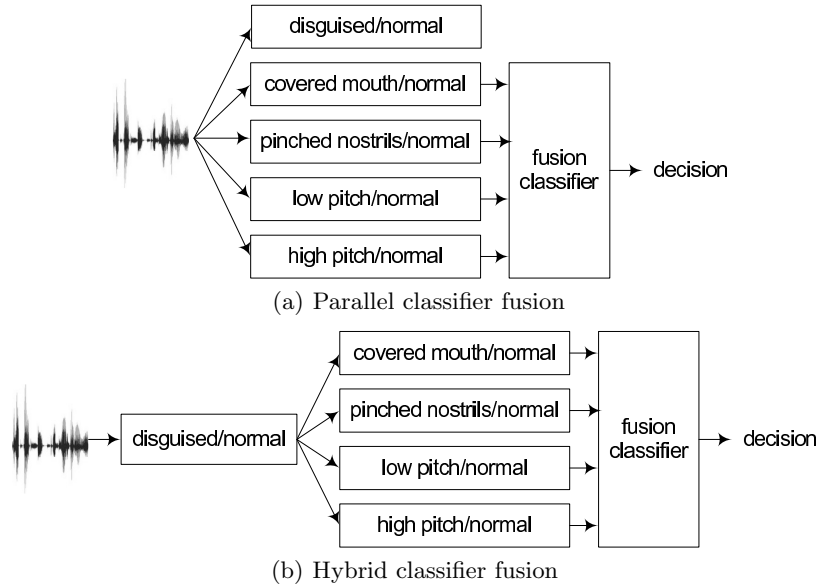 disguised/normal
covered mouth/normal
pinched nostrils/normal
low pitch/normal
high pitch/normal
fusion
classifier
decision
(a) Parallel classifier fusion
disguised/normal
covered mouth/normal
pinched nostrils/normal
low pitch/normal
high pitch/normal
fusion
classifier
decision
(b) Hybrid classifier fusion